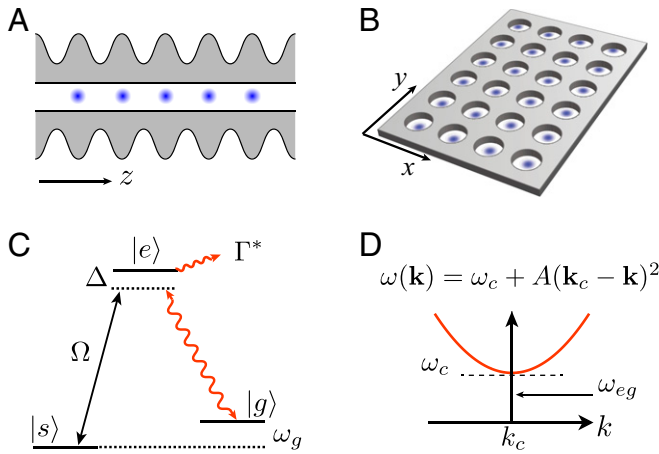 A
z
B
y
x
C
|e⟩
Γ*
Δ
Ω
|g⟩
|s⟩
ω_g
D
ω(𝐤) = ω_c + A(𝐤_c − 𝐤)²
ω_c
ω_eg
k_c
k